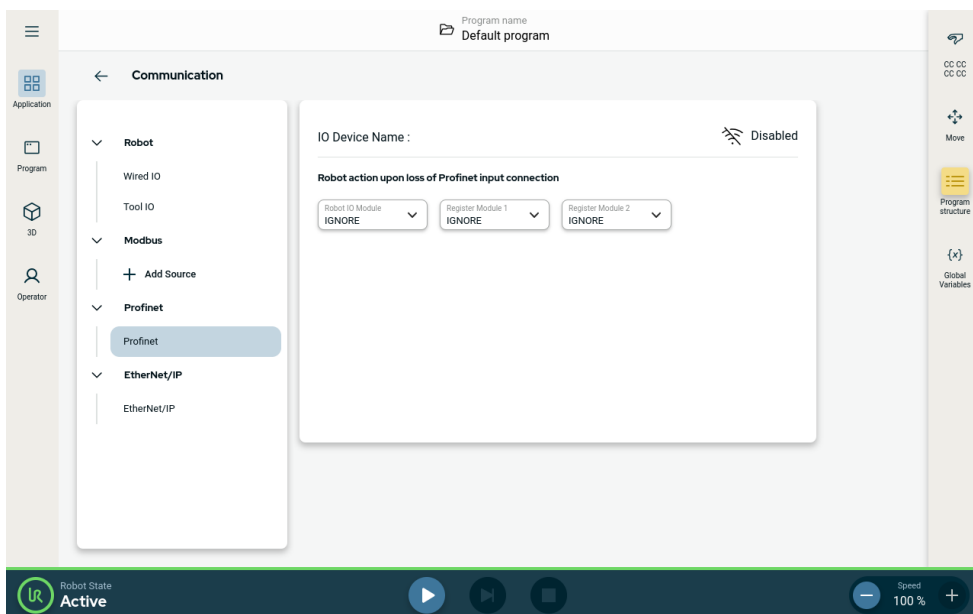 Program name
Default program
Application
Program
3D
Operator
Communication
Robot
Wired IO
Tool IO
Modbus
Add Source
Profinet
Profinet
EtherNet/IP
EtherNet/IP
IO Device Name :
Disabled
Robot action upon loss of Profinet input connection
Robot IO Module
IGNORE
Register Module 1
IGNORE
Register Module 2
IGNORE
CC CC
CC CC
Move
Program
structure
{x}
Global
Variables
UR
Robot State
Active
Speed
100 %